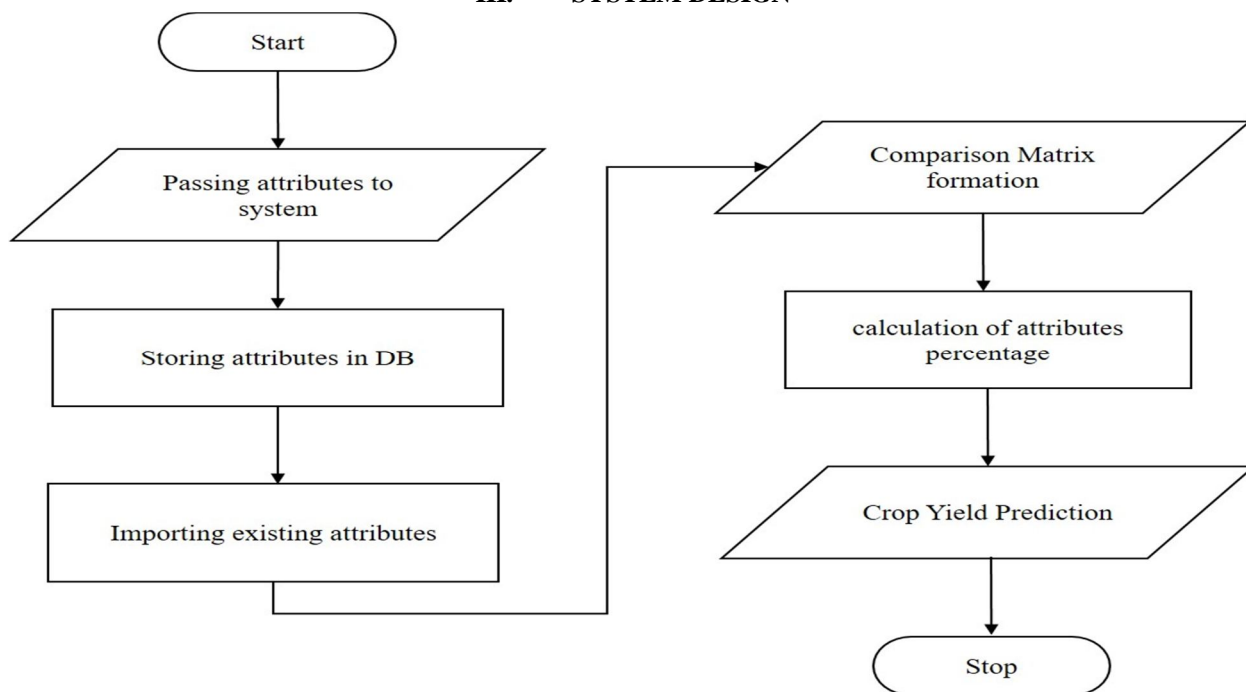 III. SYSTEM DESIGN
Start
Passing attributes to
system
Storing attributes in DB
Importing existing attributes
Comparison Matrix
formation
calculation of attributes
percentage
Crop Yield Prediction
Stop